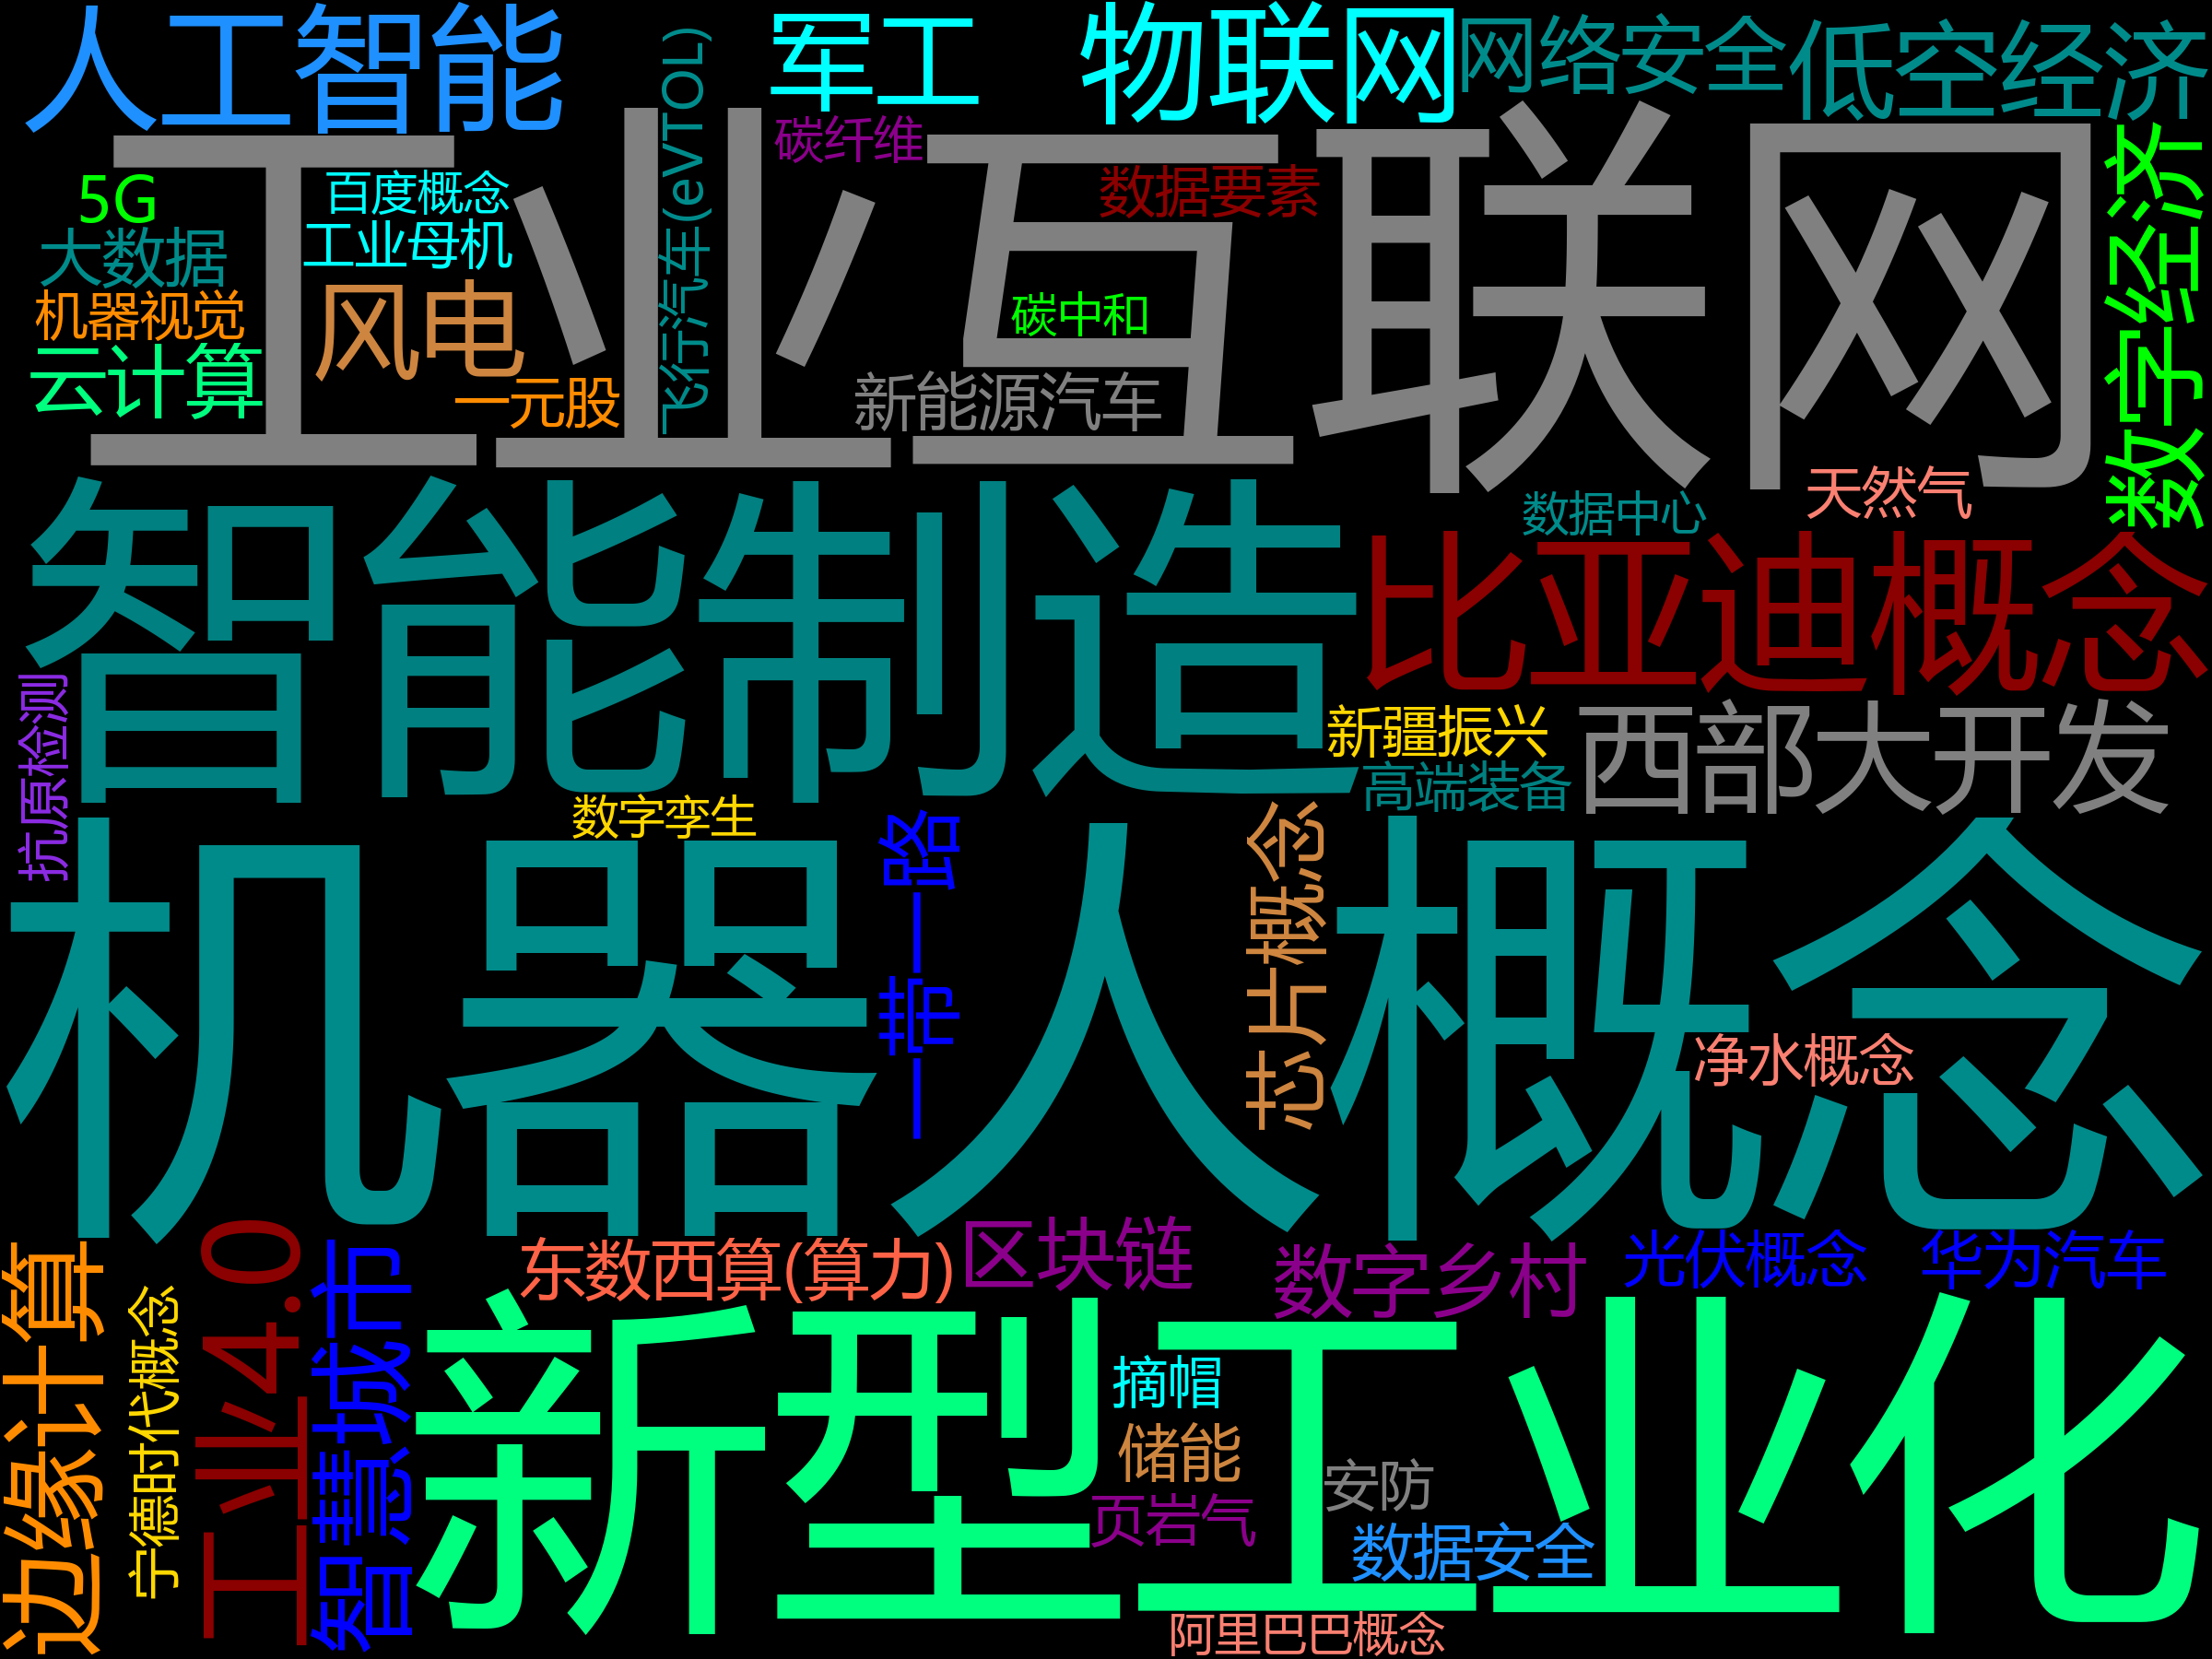 人工智能
军工
物联网
网络安全
低空经济
工业互联网
碳纤维
数据要素
飞行汽车(eVTOL)
5G
百度概念
大数据
工业母机
机器视觉
风电
碳中和
云计算
一元股
新能源汽车
数字经济
天然气
数据中心
智能制造
比亚迪概念
抗原检测
新疆振兴
西部大开发
高端装备
数字孪生
一带一路
芯片概念
机器人概念
净水概念
区块链
东数西算(算力)
数字乡村
光伏概念
华为汽车
边缘计算
宁德时代概念
工业4.0
智慧城市
新型工业化
摘帽
储能
安防
页岩气
数据安全
阿里巴巴概念